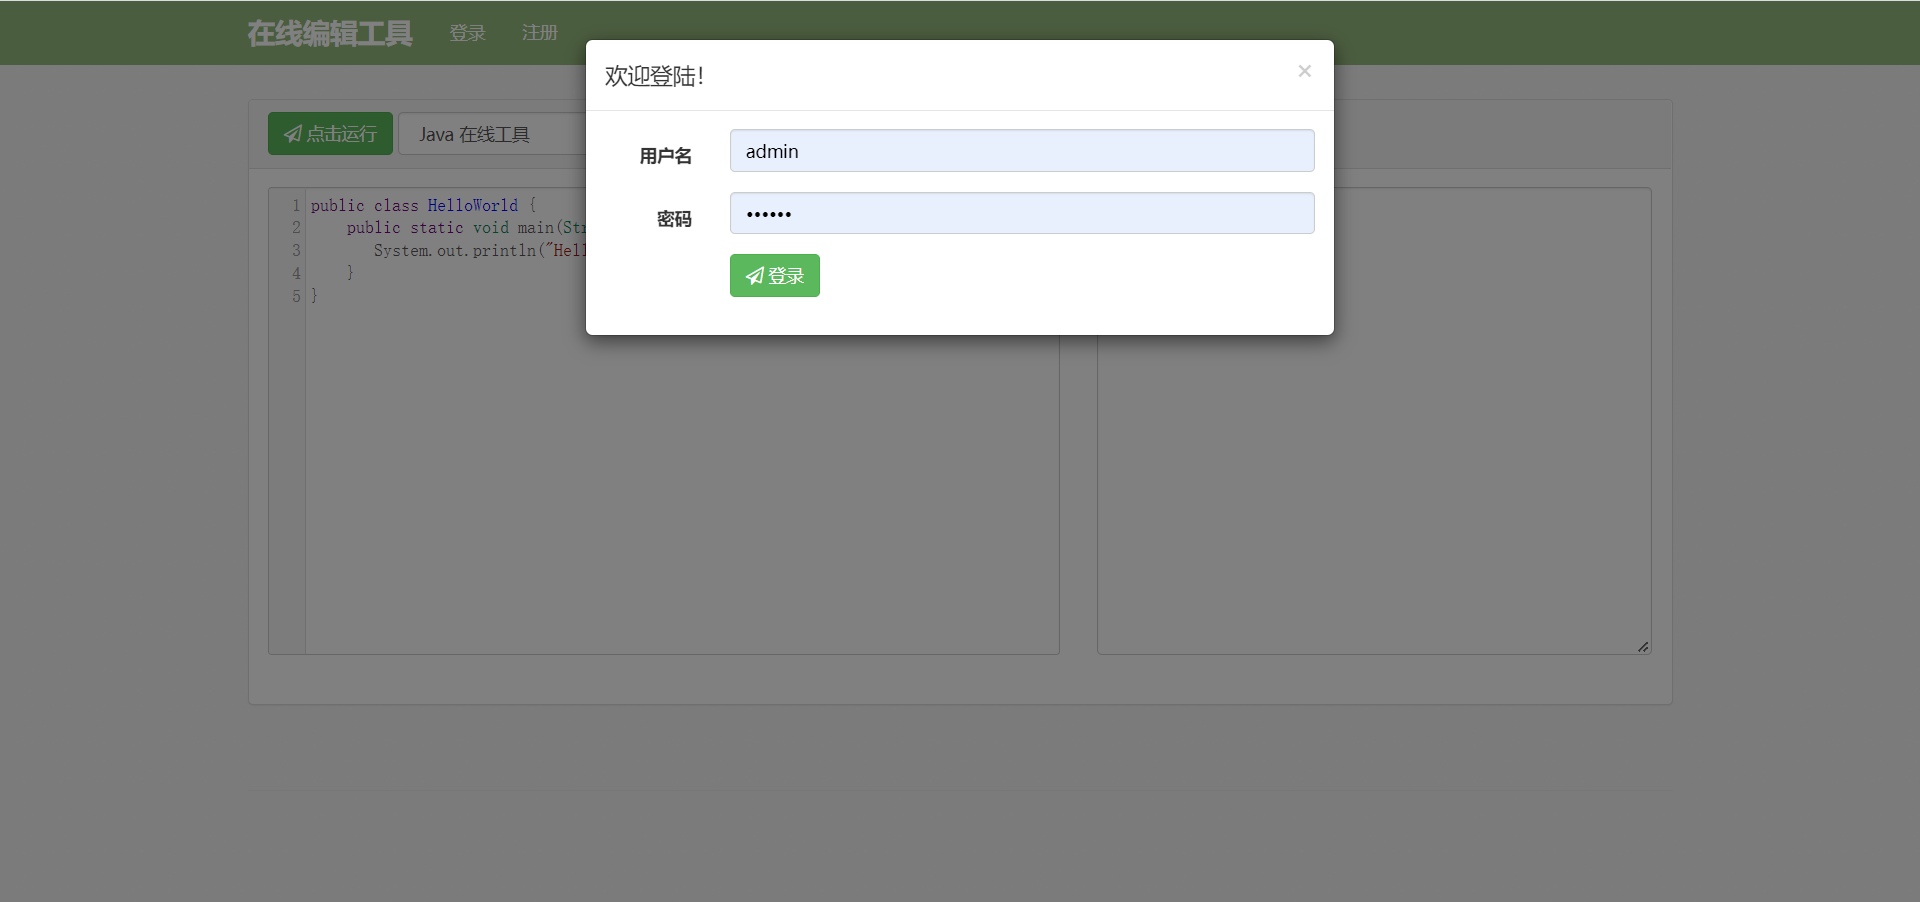 在线编辑工具 登录 注册
欢迎登陆! ×
点击运行 Java 在线工具
用户名 admin
密码 ••••••
登录
1 public class HelloWorld {
2 public static void main(Str
3 System.out.println("Hell
4 }
5 }